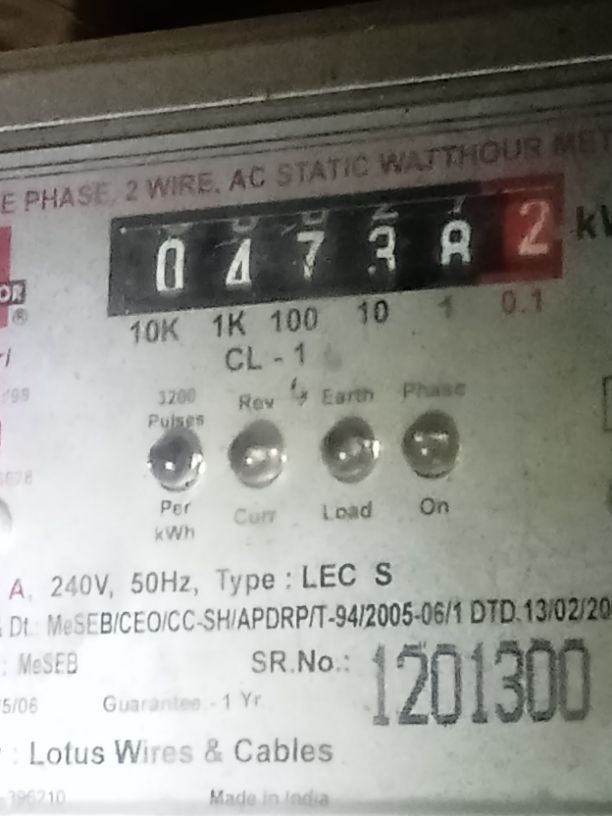 E PHASE, 2 WIRE, AC STATIC WATTHOUR MET
0 4 7 3 8 2 kW
10K 1K 100 10 1 0.1
CL - 1
3200 Rev Earth Phase
Pulses
Per Curr Load On
kWh
A, 240V, 50Hz, Type : LEC S
Dt.: MeSEB/CEO/CC-SH/APDRP/T-94/2005-06/1 DTD.13/02/20
: MeSEB SR.No.: 1201300
5/06 Guarantee - 1 Yr.
: Lotus Wires & Cables
396210 Made in India